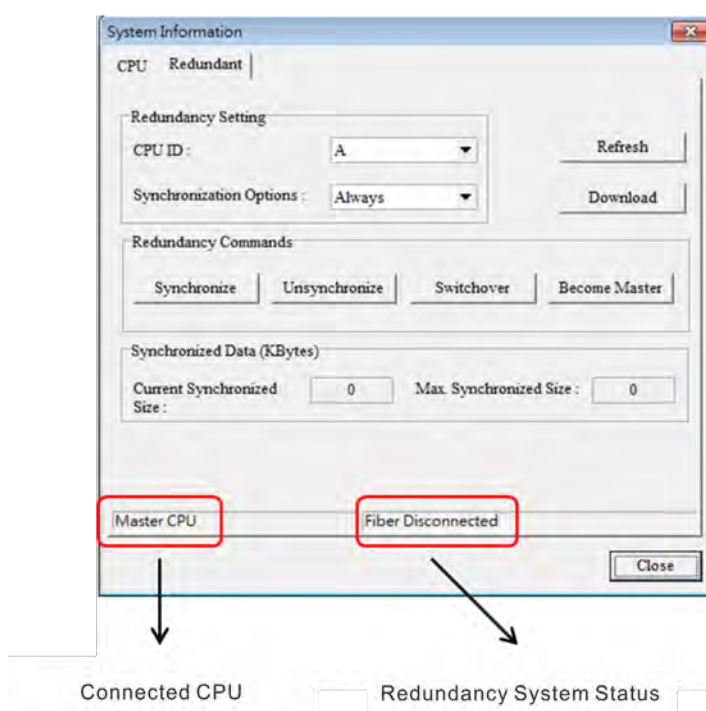 System Information
CPU Redundant
Redundancy Setting
CPU ID : A Refresh
Synchronization Options : Always Download
Redundancy Commands
Synchronize Unsynchronize Switchover Become Master
Synchronized Data (KBytes)
Current Synchronized Size : 0 Max. Synchronized Size : 0
Master CPU Fiber Disconnected
Close
Connected CPU Redundancy System Status